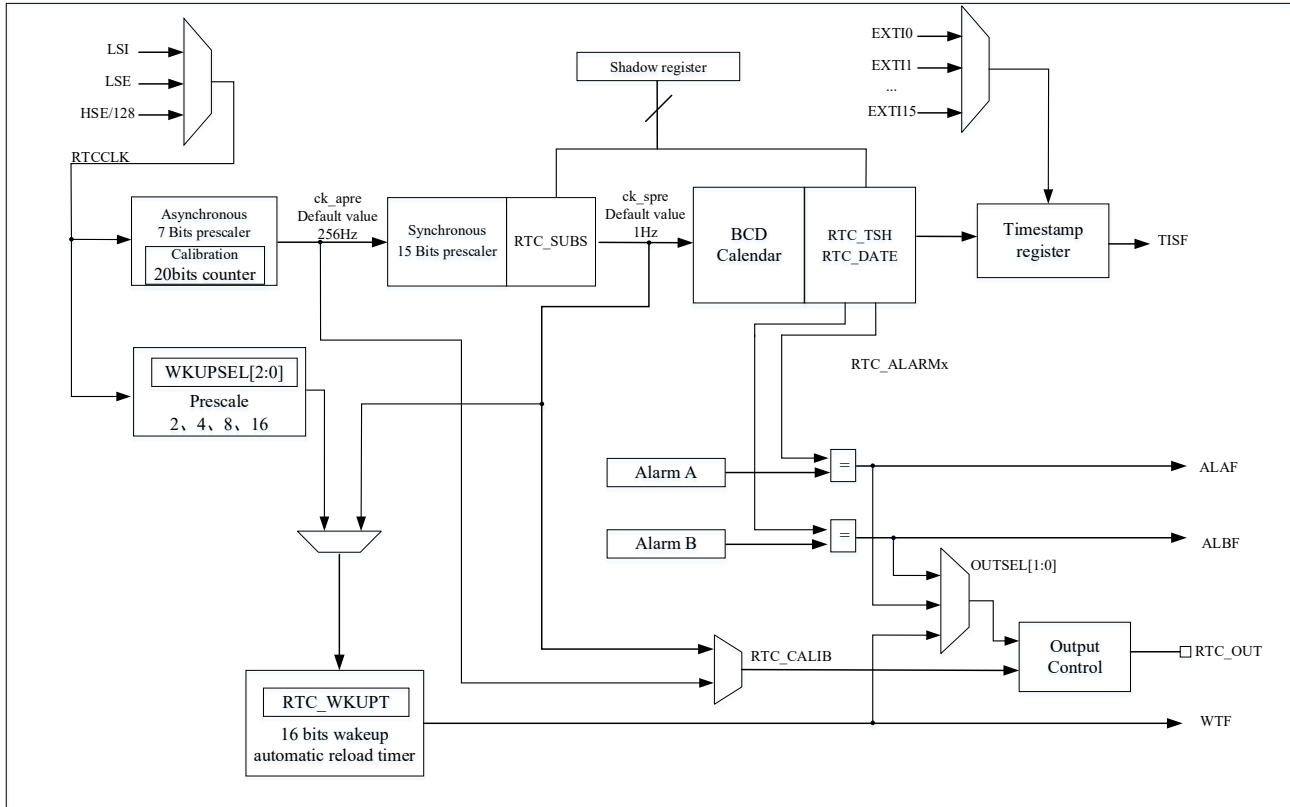 LSI
LSE
HSE/128
RTCCLK
Shadow register
EXTI0
EXTI1
...
EXTI15
Asynchronous
7 Bits prescaler
Calibration
20bits counter
ck_apre
Default value
256Hz
Synchronous
15 Bits prescaler
RTC_SUBS
ck_spre
Default value
1Hz
BCD
Calendar
RTC_TSH
RTC_DATE
Timestamp
register
TISF
WKUPSEL[2:0]
Prescale
2、4、8、16
RTC_ALARMx
Alarm A
=
ALAF
Alarm B
=
ALBF
OUTSEL[1:0]
RTC_CALIB
Output
Control
RTC_OUT
RTC_WKUPT
16 bits wakeup
automatic reload timer
WTF